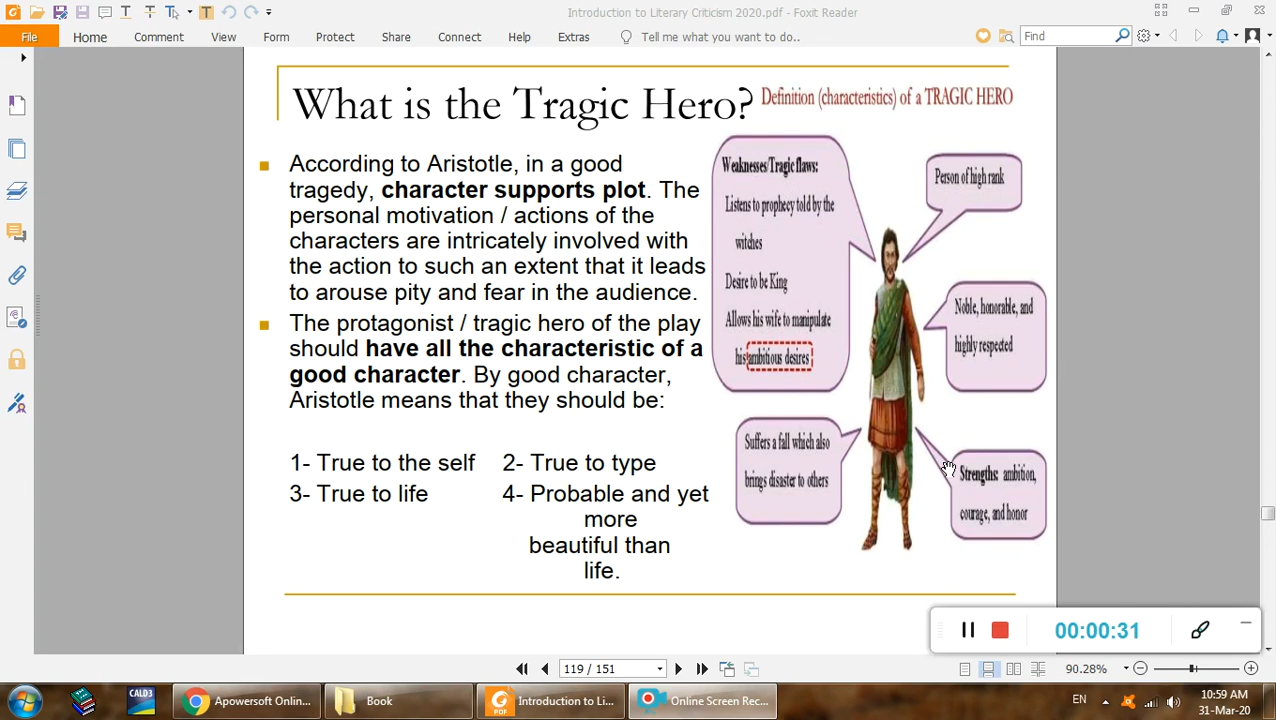 Introduction to Literary Criticism 2020.pdf - Foxit Reader
File Home Comment View Form Protect Share Connect Help Extras Tell me what you want to do.. Find
What is the Tragic Hero?
Definition (characteristics) of a TRAGIC HERO
According to Aristotle, in a good
tragedy, character supports plot. The
personal motivation / actions of the
characters are intricately involved with
the action to such an extent that it leads
to arouse pity and fear in the audience.
The protagonist / tragic hero of the play
should have all the characteristic of a
good character. By good character,
Aristotle means that they should be:
1- True to the self 2- True to type
3- True to life 4- Probable and yet
more
beautiful than
life.
Weaknesses/Tragic flaws:
Listens to prophecy told by the
witches
Desire to be King
Allows his wife to manipulate
his ambitious desires
Person of high rank
Noble, honorable, and
highly respected
Suffers a fall which also
brings disaster to others
Strengths: ambition,
courage, and honor
00:00:31
119 / 151
90.28%
CALD3
Apowersoft Onlin...
Book
Introduction to Li...
PDF
Online Screen Rec...
EN
10:59 AM
31-Mar-20